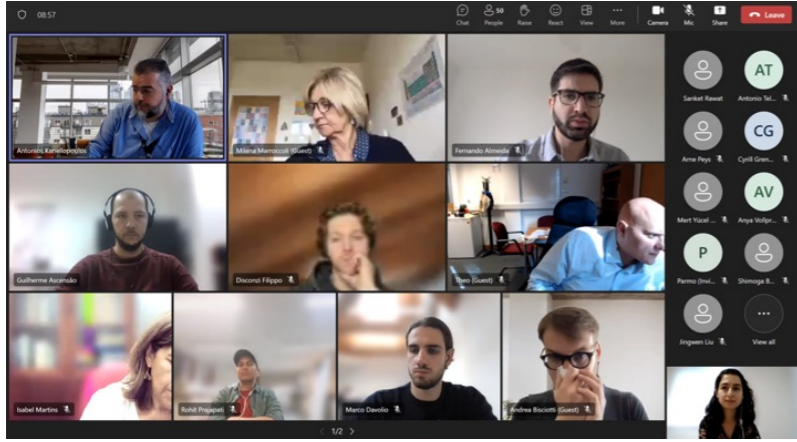 08:57
50
Chat People Raise React View More Camera Mic Share Leave
Antonios Kanellopoulos
Milena Marroccoli (Guest)
Fernando Almeida
Guilherme Ascensão
Disconzi Filippo
Theo (Guest)
Isabel Martins
Rohit Prajapati
Marco Davolio
Andrea Bisciotti (Guest)
1/2
AT
Sanket Rawat
Antonio Tel...
CG
Arne Peys
Cyrill Gren...
AV
Mert Yücel ...
Anya Vollpr...
P
Parmo (Invi...
Shimoga B...
Jingwen Liu
View all